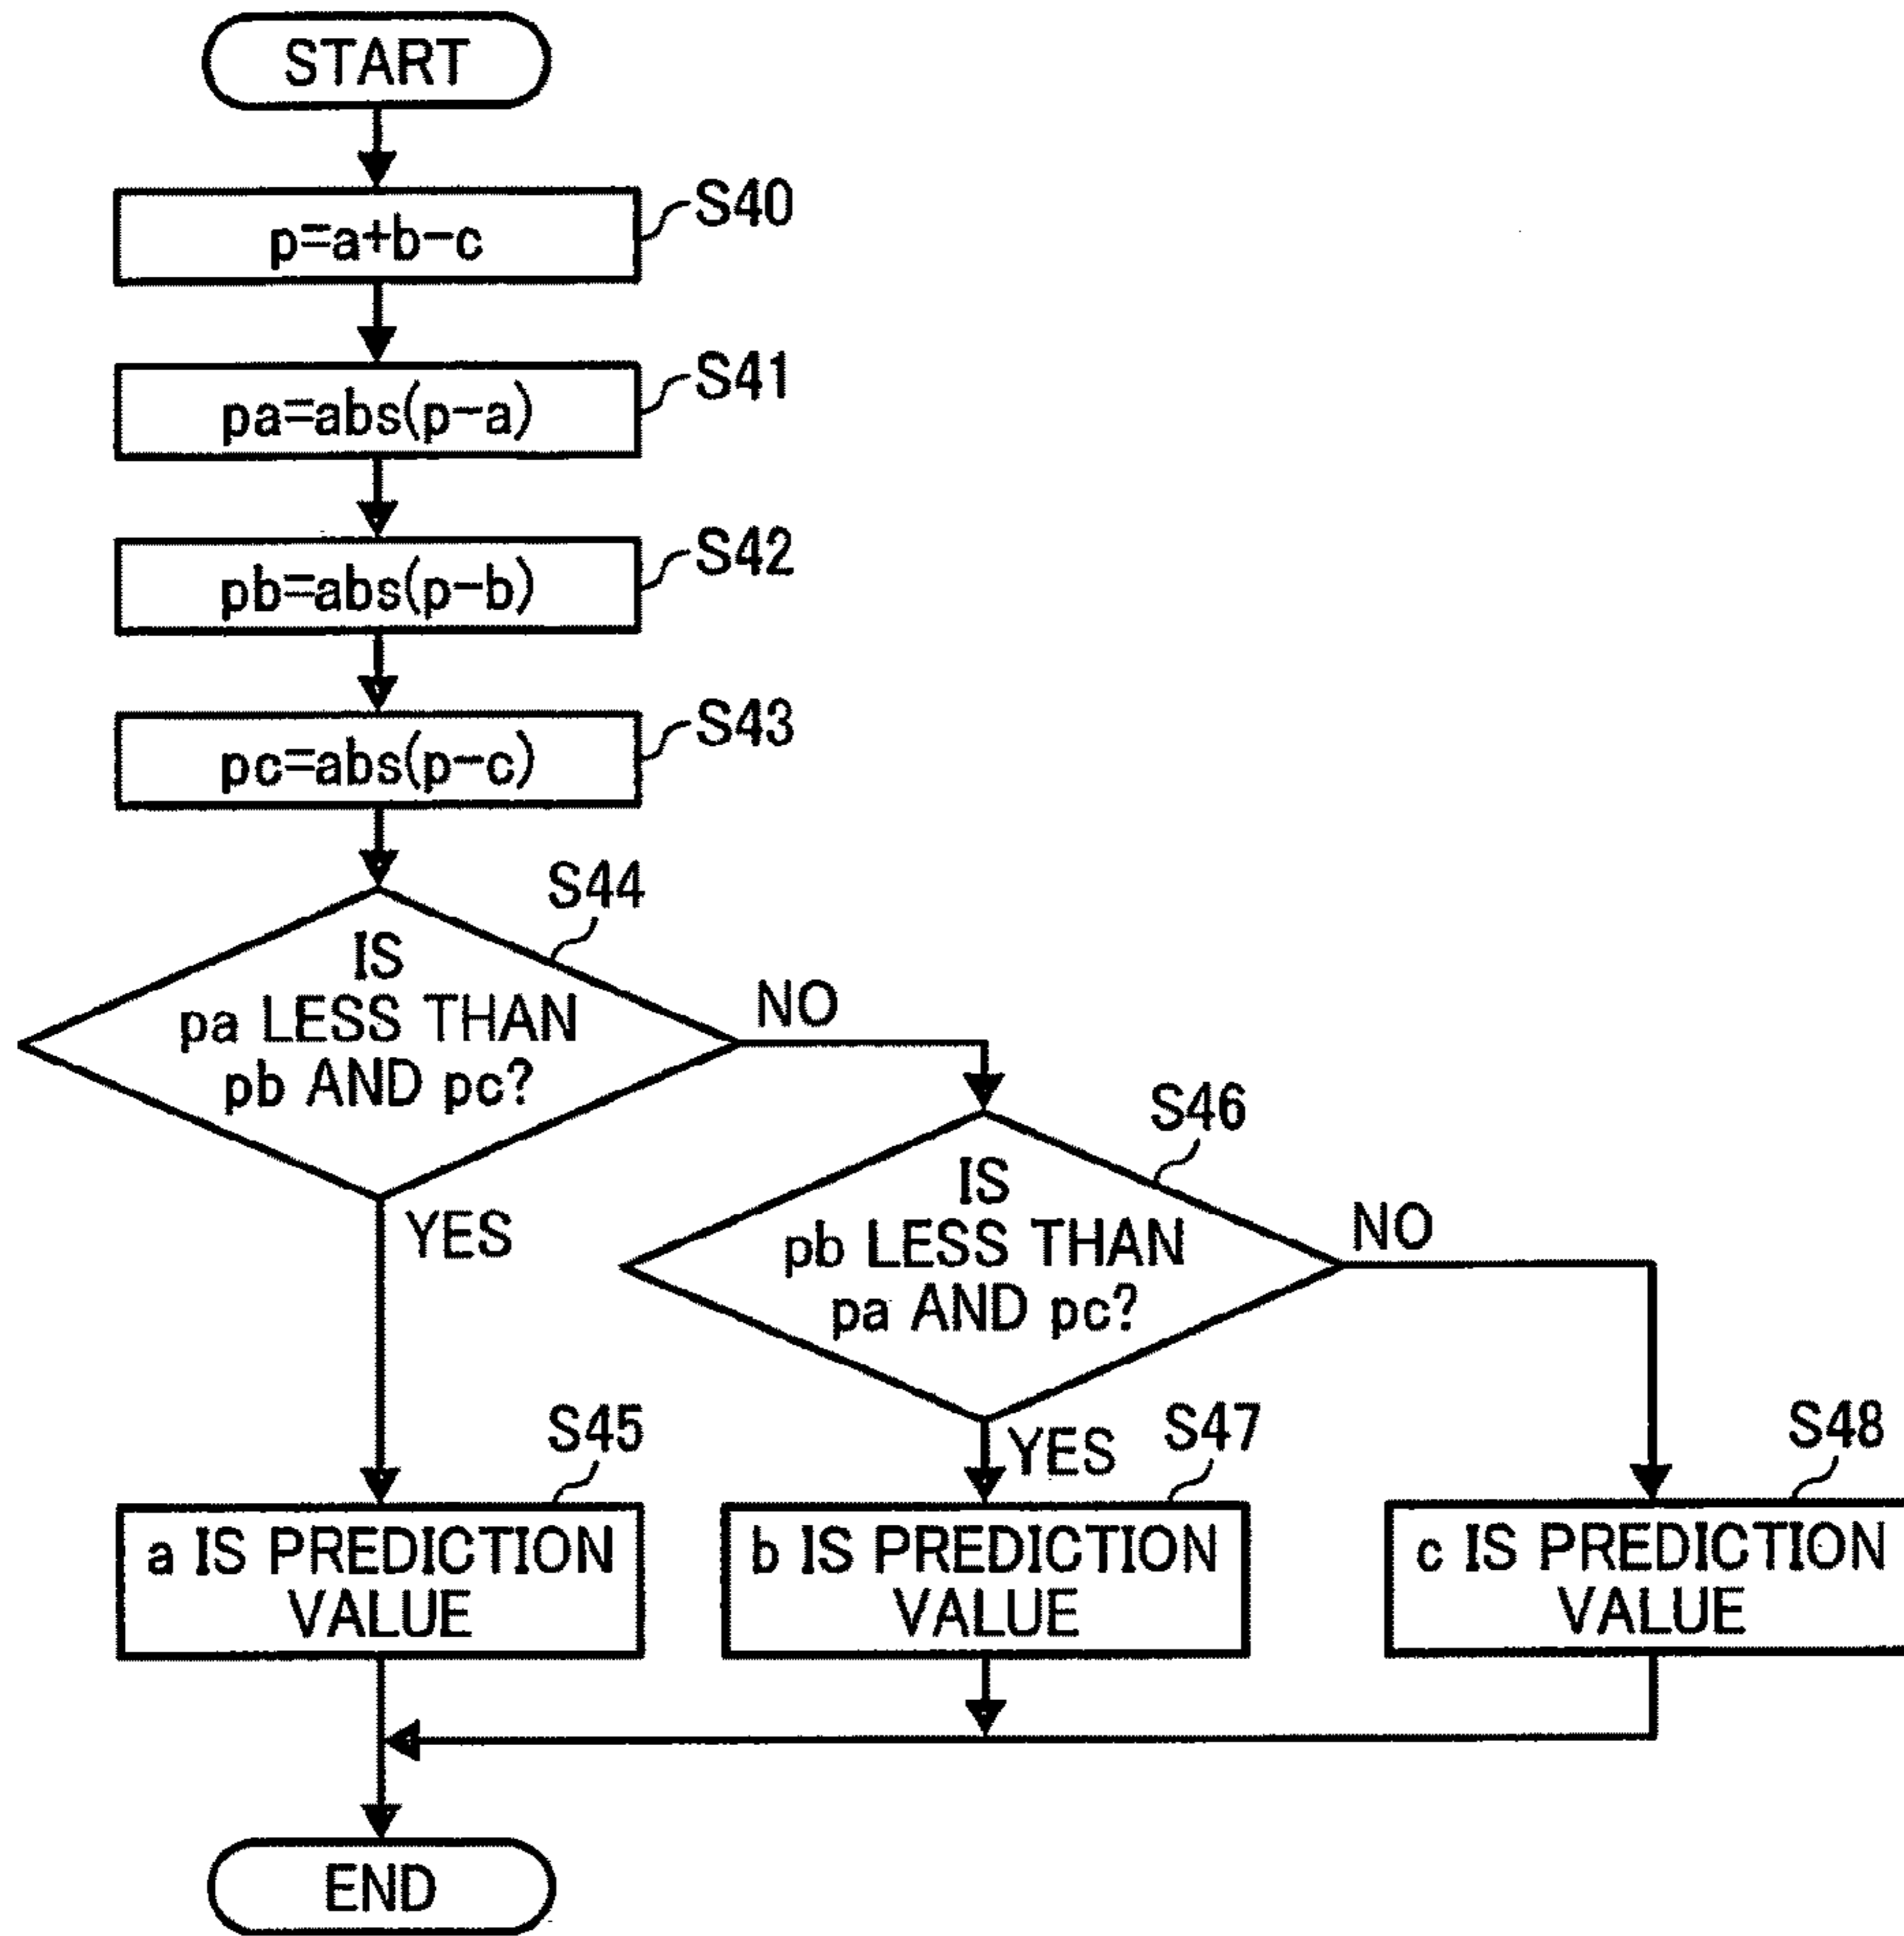 START
p=a+b-c
S40
pa=abs(p-a)
S41
pb=abs(p-b)
S42
pc=abs(p-c)
S43
S44
IS
pa LESS THAN
pb AND pc?
NO
YES
S46
IS
pb LESS THAN
pa AND pc?
NO
YES
S45
a IS PREDICTION
VALUE
S47
b IS PREDICTION
VALUE
S48
c IS PREDICTION
VALUE
END